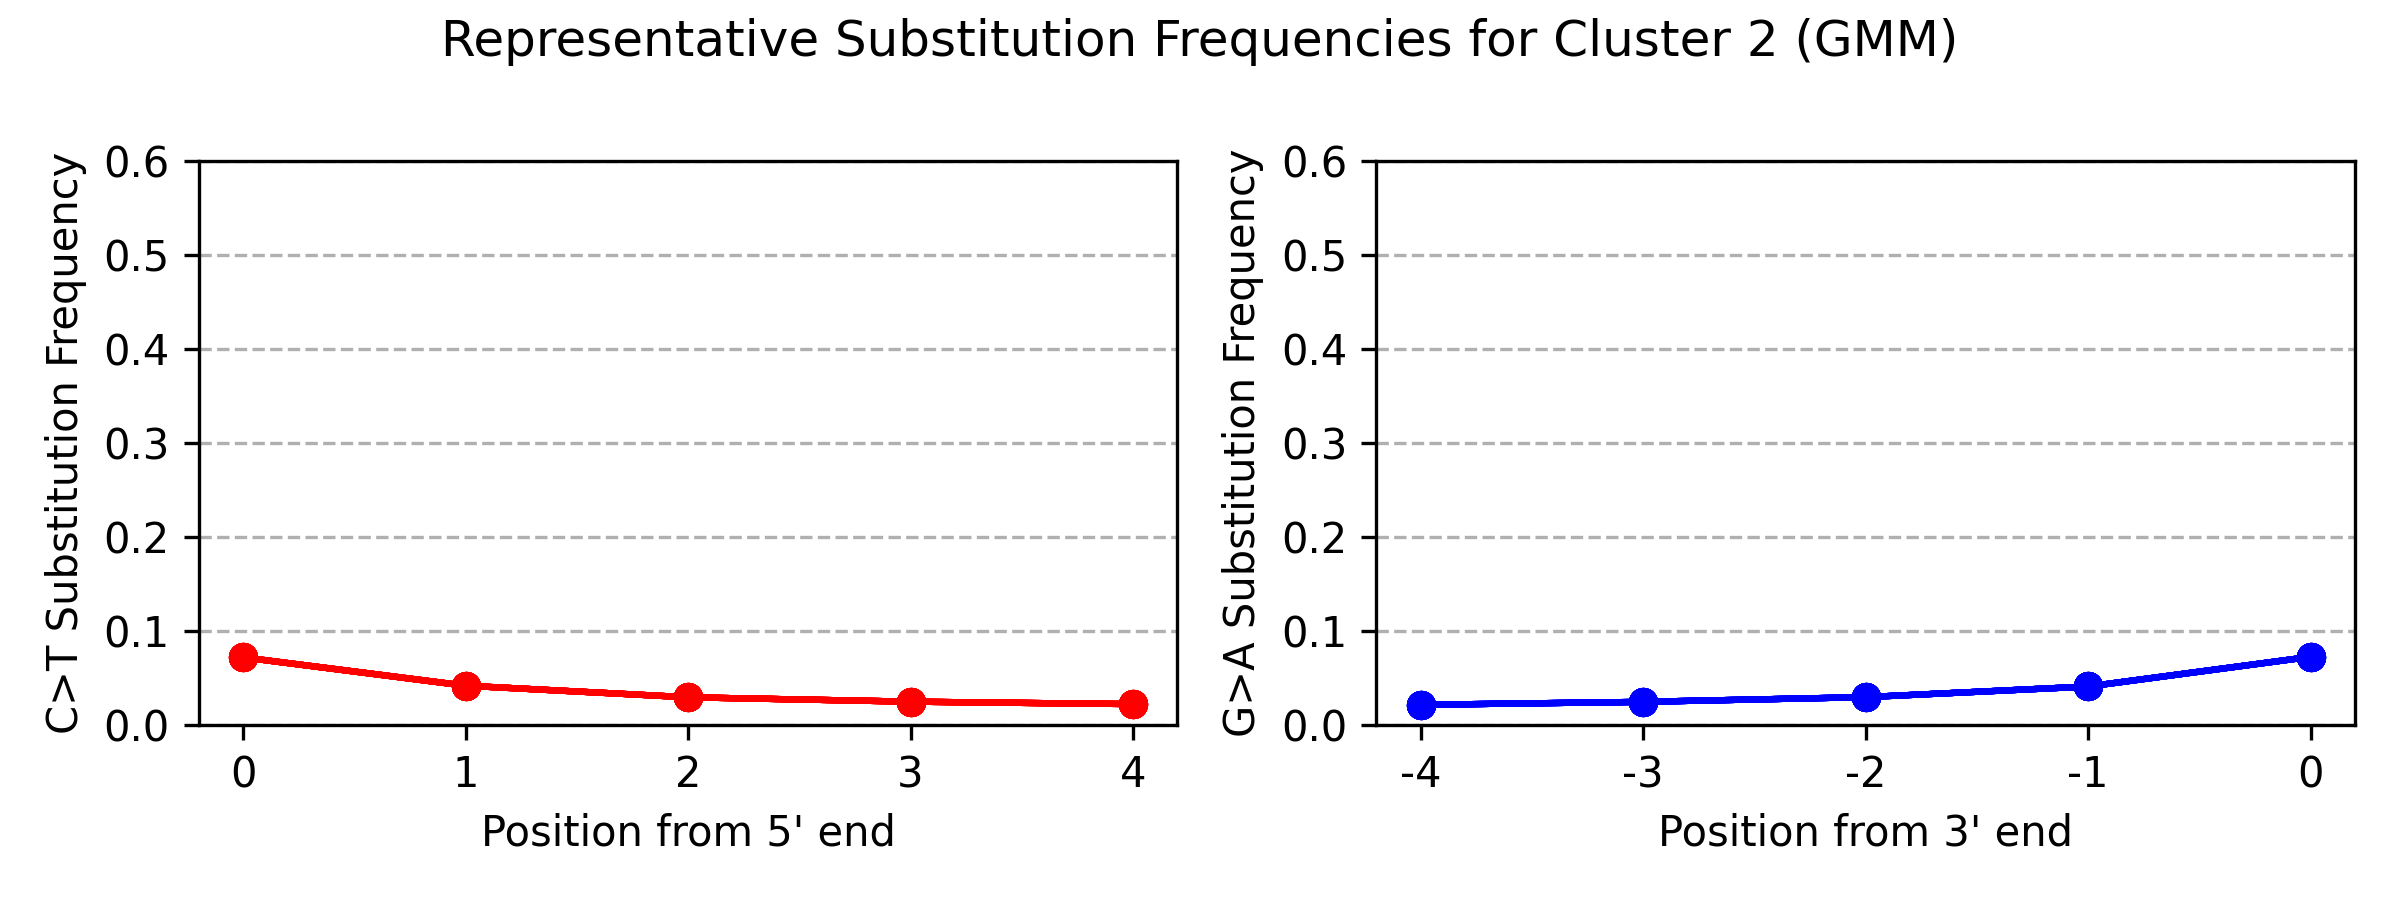 Representative Substitution Frequencies for Cluster 2 (GMM)
C>T Substitution Frequency
0.6
0.5
0.4
0.3
0.2
0.1
0.0
0 1 2 3 4
Position from 5' end
G>A Substitution Frequency
0.6
0.5
0.4
0.3
0.2
0.1
0.0
-4 -3 -2 -1 0
Position from 3' end